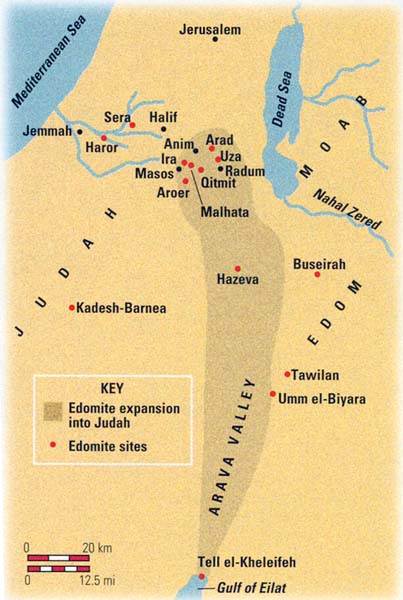 Jerusalem
Mediterranean Sea
Dead Sea
Sera
Halif
Jemmah
Haror
Anim
Arad
Ira
Uza
Masos
Radum
Qitmit
Aroer
Malhata
MOAB
Nahal Zered
JUDAH
Hazeva
Buseirah
EDOM
Kadesh-Barnea
Tawilan
Umm el-Biyara
ARAVA VALLEY
KEY
Edomite expansion
into Judah
Edomite sites
0 20 km
0 12.5 mi
Tell el-Kheleifeh
Gulf of Eilat